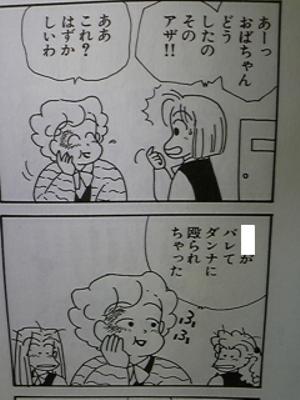 あーっ
おばちゃん
どう
したの
その
アザ!!
ああ
これ?
はずか
しいわ
が
バレて
ダンナに
殴られ
ちゃった
ふふ